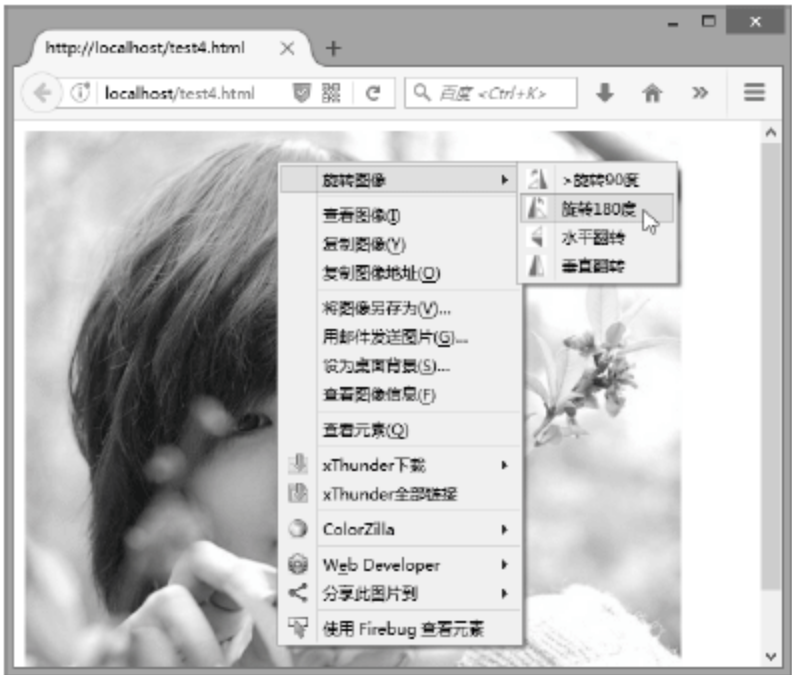 http://localhost/test4.html
localhost/test4.html
百度 <Ctrl+K>
旋转图像
>旋转90度
旋转180度
水平翻转
垂直翻转
查看图像(I)
复制图像(Y)
复制图像地址(O)
将图像另存为(V)...
用邮件发送图片(G)...
设为桌面背景(S)...
查看图像信息(F)
查看元素(Q)
xThunder下载
xThunder全部链接
ColorZilla
Web Developer
分享此图片到
使用 Firebug 查看元素